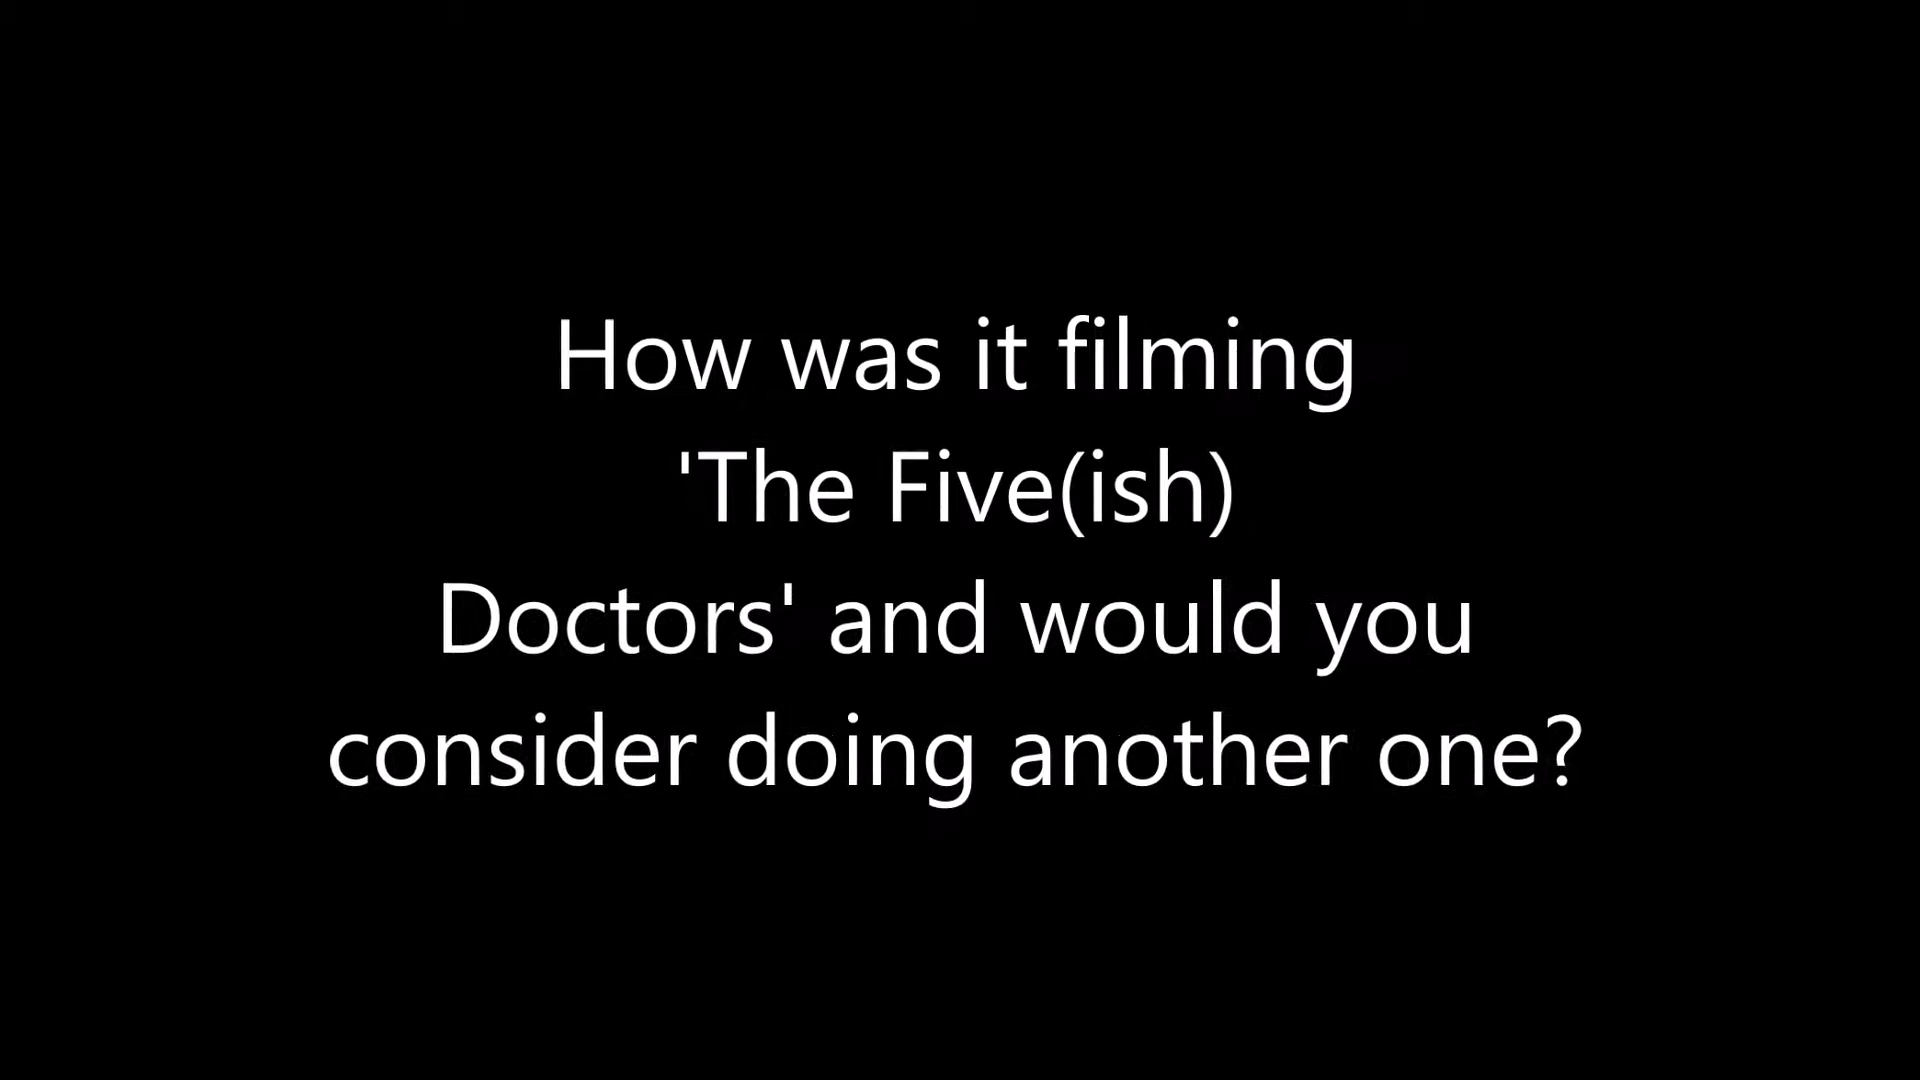 How was it filming
'The Five(ish)
Doctors' and would you
consider doing another one?